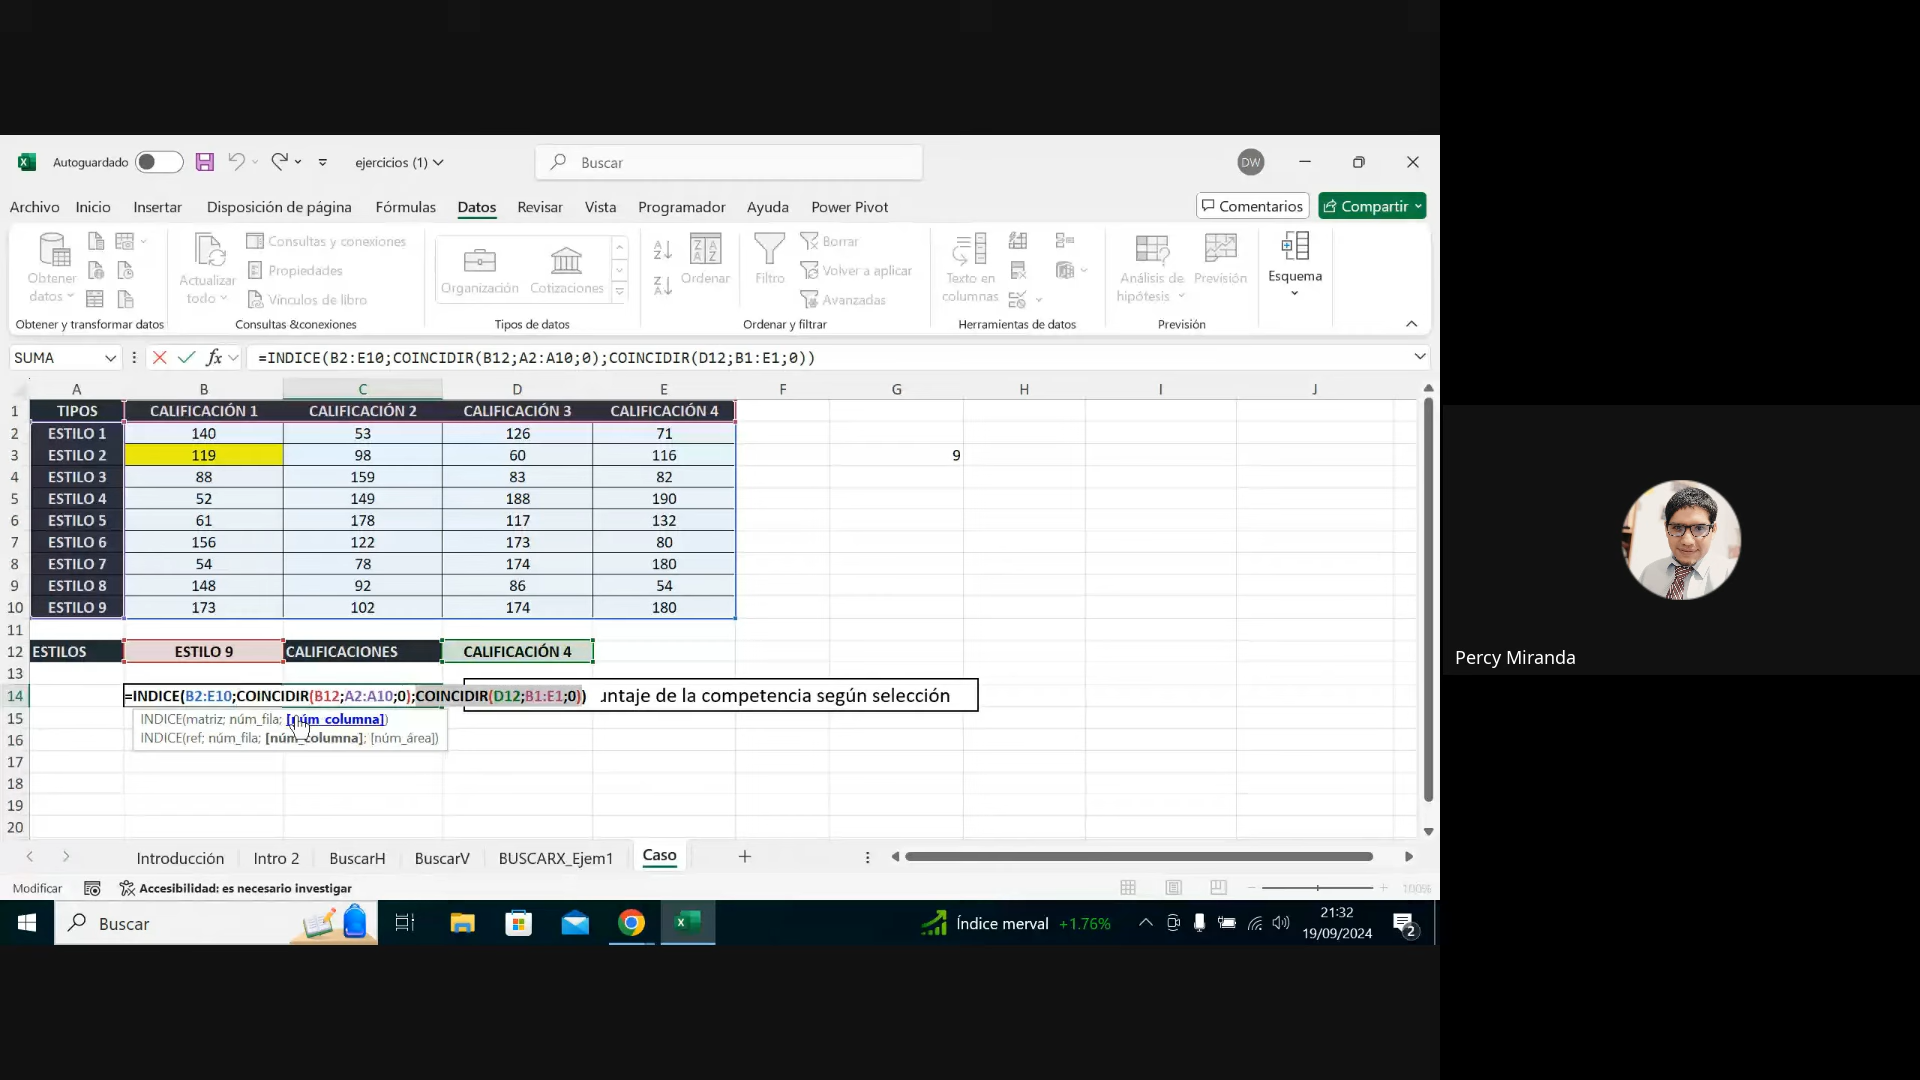 Autoguardado
ejercicios (1)
Buscar
DW
Archivo Inicio Insertar Disposición de página Fórmulas Datos Revisar Vista Programador Ayuda Power Pivot
Comentarios Compartir
Obtener datos
Actualizar todo
Consultas y conexiones
Propiedades
Vínculos de libro
Organización Cotizaciones
Ordenar
Filtro
Borrar
Volver a aplicar
Avanzadas
Texto en columnas
Análisis de hipótesis
Previsión
Esquema
Obtener y transformar datos Consultas &conexiones Tipos de datos Ordenar y filtrar Herramientas de datos Previsión
SUMA fx =INDICE(B2:E10;COINCIDIR(B12;A2:A10;0);COINCIDIR(D12;B1:E1;0))
A B C D E F G H I J
1 TIPOS CALIFICACIÓN 1 CALIFICACIÓN 2 CALIFICACIÓN 3 CALIFICACIÓN 4
2 ESTILO 1 140 53 126 71
3 ESTILO 2 119 98 60 116 9
4 ESTILO 3 88 159 83 82
5 ESTILO 4 52 149 188 190
6 ESTILO 5 61 178 117 132
7 ESTILO 6 156 122 173 80
8 ESTILO 7 54 78 174 180
9 ESTILO 8 148 92 86 54
10 ESTILO 9 173 102 174 180
11
12 ESTILOS ESTILO 9 CALIFICACIONES CALIFICACIÓN 4
13
14 =INDICE(B2:E10;COINCIDIR(B12;A2:A10;0);COINCIDIR(D12;B1:E1;0)) de la competencia según selección
15 INDICE(matriz; núm_fila; [núm_columna])
16 INDICE(ref; núm_fila; [núm_columna]; [núm_área])
17
18
19
20
Introducción Intro 2 BuscarH BuscarV BUSCARX_Ejem1 Caso
Modificar Accesibilidad: es necesario investigar 100%
Buscar
Índice merval +1.76%
21:32
19/09/2024
2
Percy Miranda